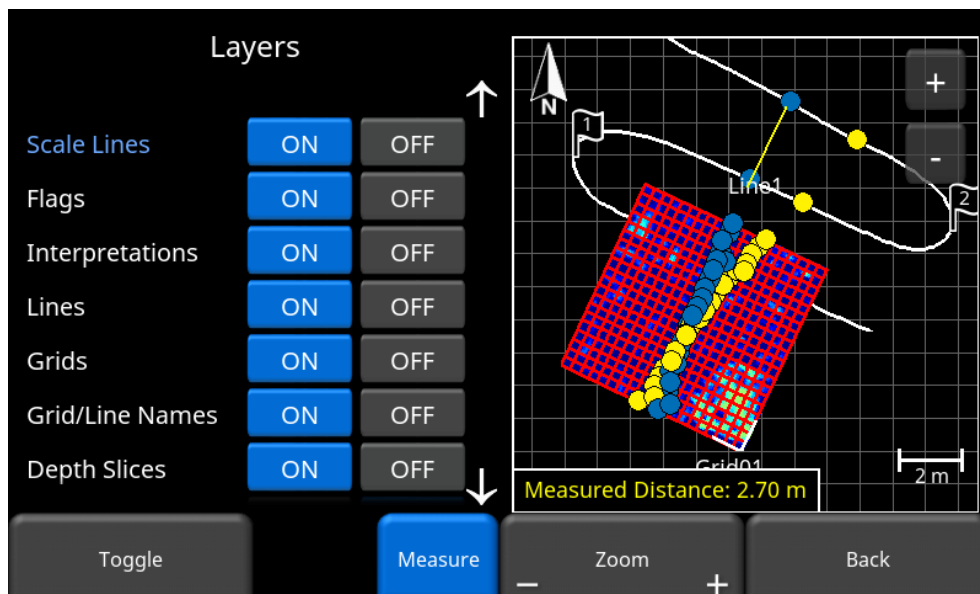 Layers
Scale Lines ON OFF
Flags ON OFF
Interpretations ON OFF
Lines ON OFF
Grids ON OFF
Grid/Line Names ON OFF
Depth Slices ON OFF
N
1
+
-
Line1
2
Grid01
2 m
Measured Distance: 2.70 m
Toggle
Measure
− Zoom +
Back